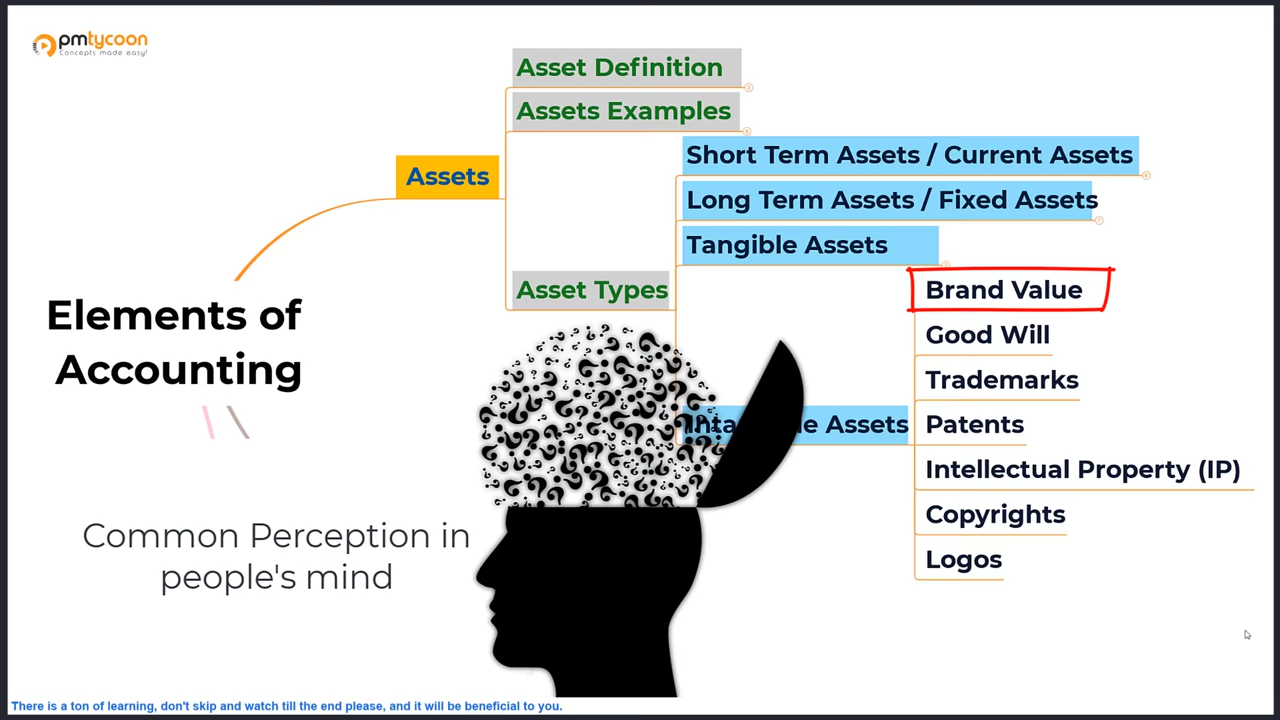 pmtycoon
Concepts made easy!
Asset Definition
Assets Examples
Assets
Short Term Assets / Current Assets
Long Term Assets / Fixed Assets
Tangible Assets
Asset Types
Brand Value
Elements of
Accounting
Good Will
Trademarks
Assets
Patents
Intellectual Property (IP)
Copyrights
Logos
Common Perception in
people's mind
There is a ton of learning, don't skip and watch till the end please, and it will be beneficial to you.